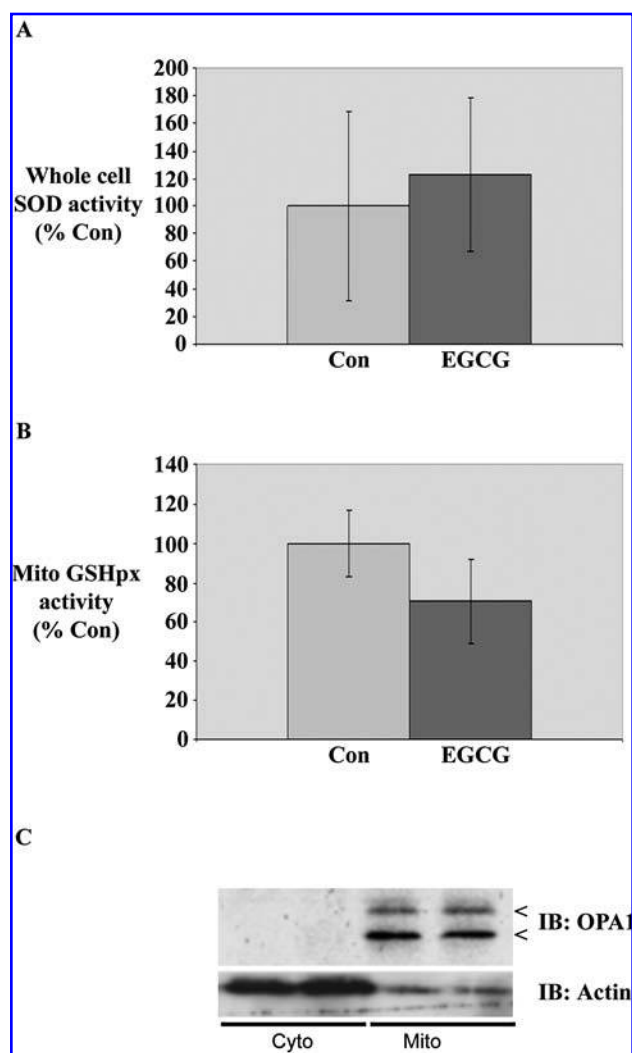 A
200
180
160
140
120
100
80
60
40
20
0
Whole cell
SOD activity
(% Con)
Con EGCG
B
140
120
100
80
60
40
20
0
Mito GSHpx
activity
(% Con)
Con EGCG
C
< IB: OPA1
<
IB: Actin
Cyto Mito